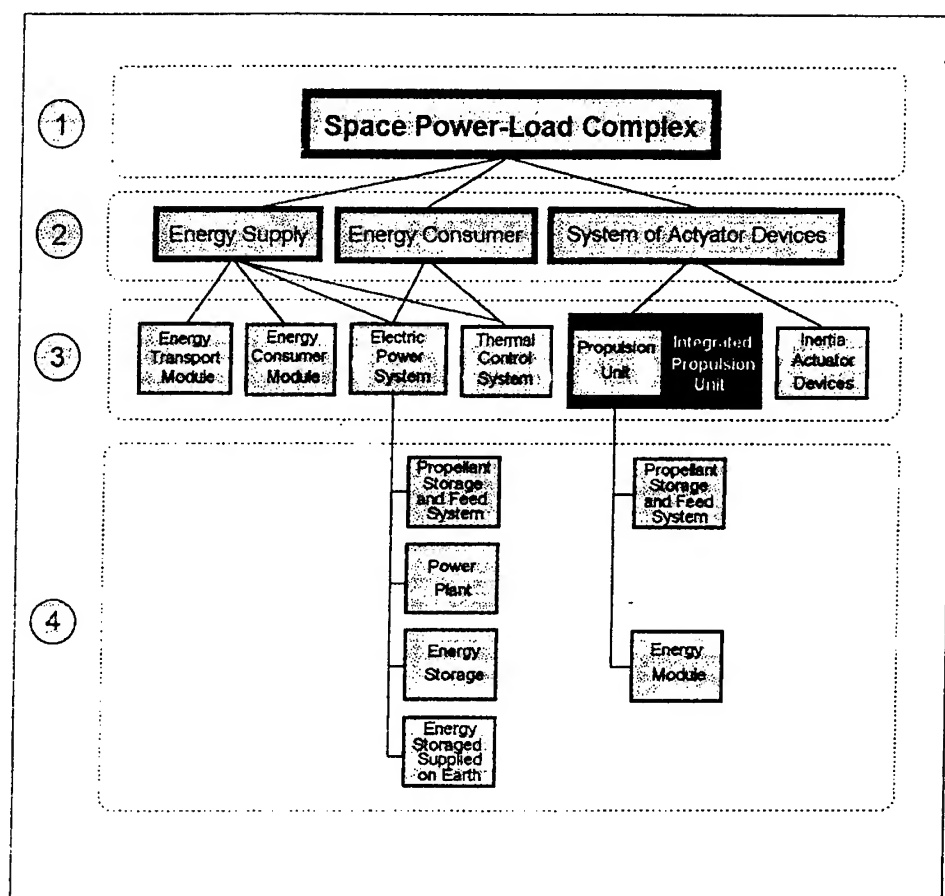 1
Space Power-Load Complex
2
Energy Supply
Energy Consumer
System of Actyator Devices
3
Energy
Transport
Module
Energy
Consumer
Module
Electric
Power
System
Thermal
Control
System
Propulsion
Unit
Integrated
Propulsion
Unit
Inertia
Actuator
Devices
4
Propellant
Storage
and Feed
System
Power
Plant
Energy
Storage
Energy
Storaged
Supplied
on Earth
Propellant
Storage
and Feed
System
Energy
Module